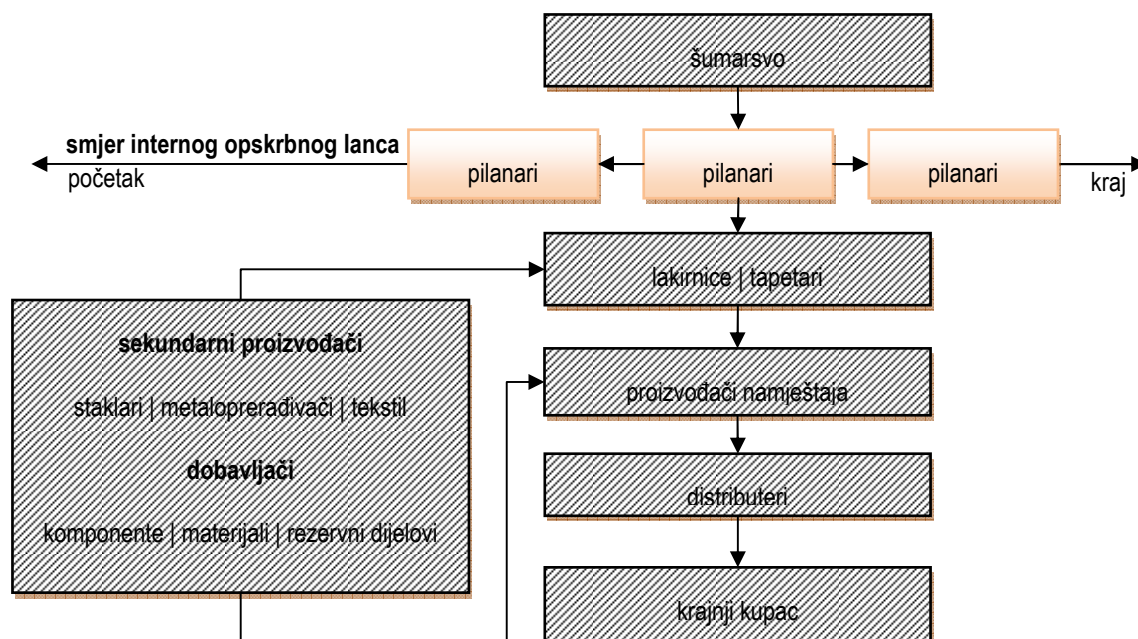 šumarsvo
smjer internog opskrbnog lanca
početak
pilanari
pilanari
pilanari
kraj
lakirnice | tapetari
sekundarni proizvođači
staklari | metaloprerađivači | tekstil
dobavljači
komponente | materijali | rezervni dijelovi
proizvođači namještaja
distributeri
krajnji kupac